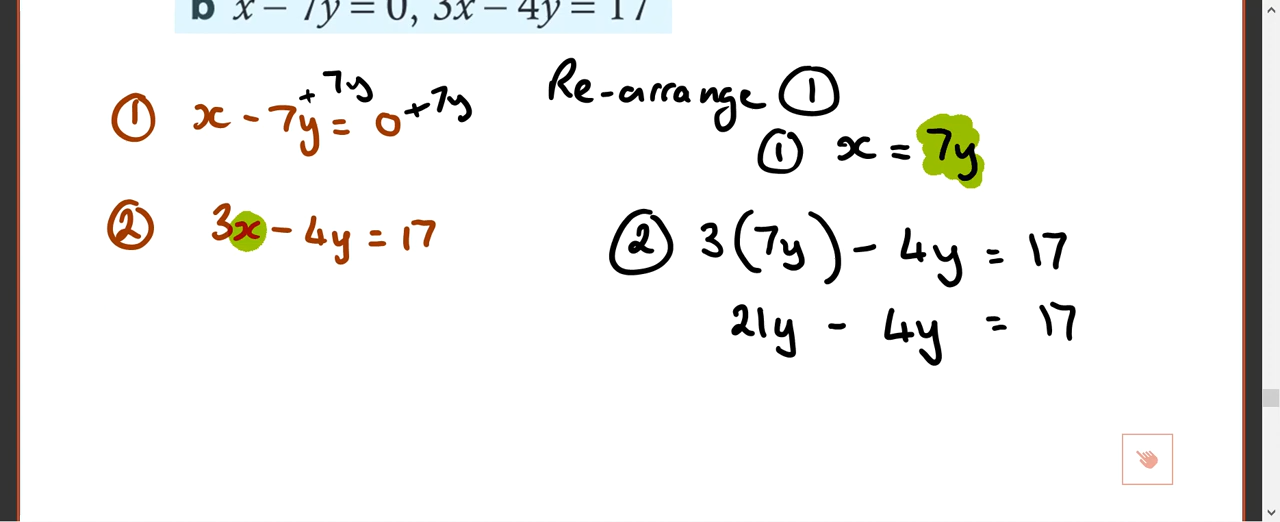 b x − 7y = 0, 3x − 4y = 17
① x − 7y + 7y = 0 + 7y
② 3x − 4y = 17
Re-arrange ①
① x = 7y
② 3(7y) − 4y = 17
21y − 4y = 17